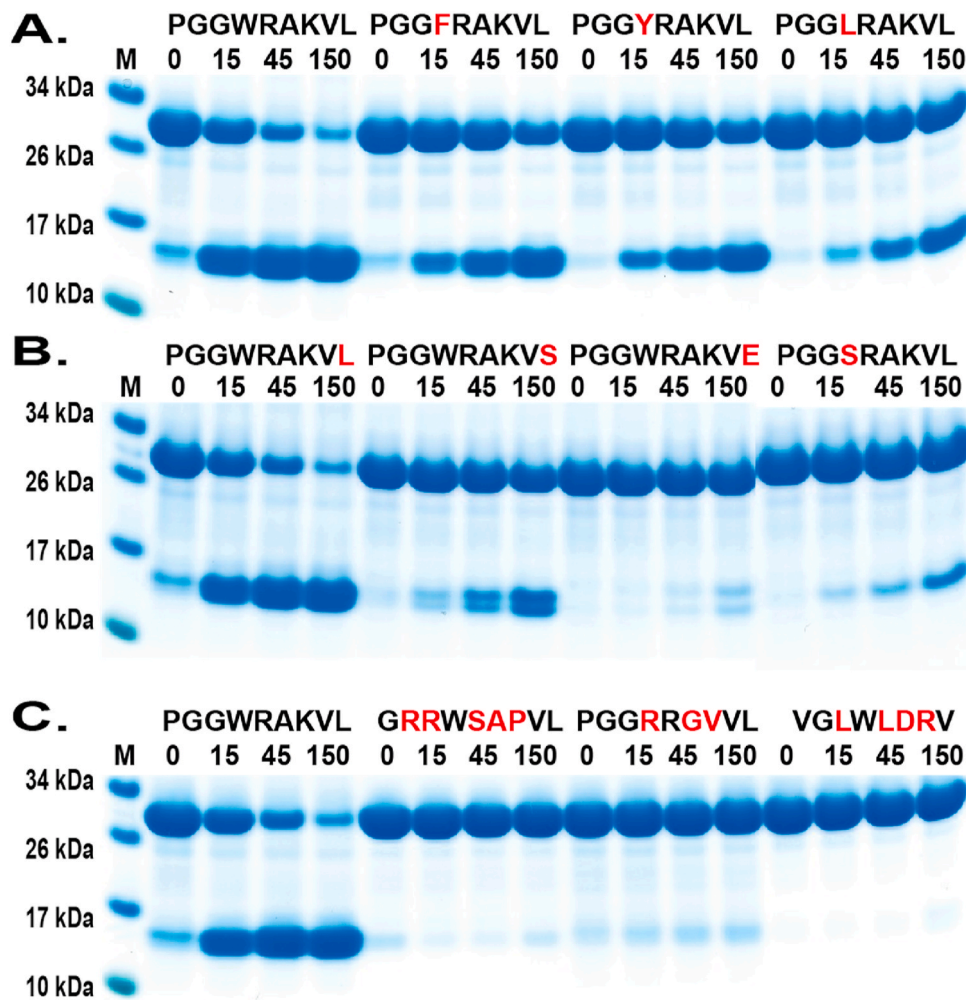 A.
PGGWRAKVL PGGFRAKVL PGGYRAKVL PGGLRAKVL
M 0 15 45 150 0 15 45 150 0 15 45 150 0 15 45 150
34 kDa
26 kDa
17 kDa
10 kDa
B.
PGGWRAKVL PGGWRAKVS PGGWRAKVE PGGSRAKVL
M 0 15 45 150 0 15 45 150 0 15 45 150 0 15 45 150
34 kDa
26 kDa
17 kDa
10 kDa
C.
PGGWRAKVL GRRWSAPVL PGGRRGVVL VGLWLDRV
M 0 15 45 150 0 15 45 150 0 15 45 150 0 15 45 150
34 kDa
26 kDa
17 kDa
10 kDa